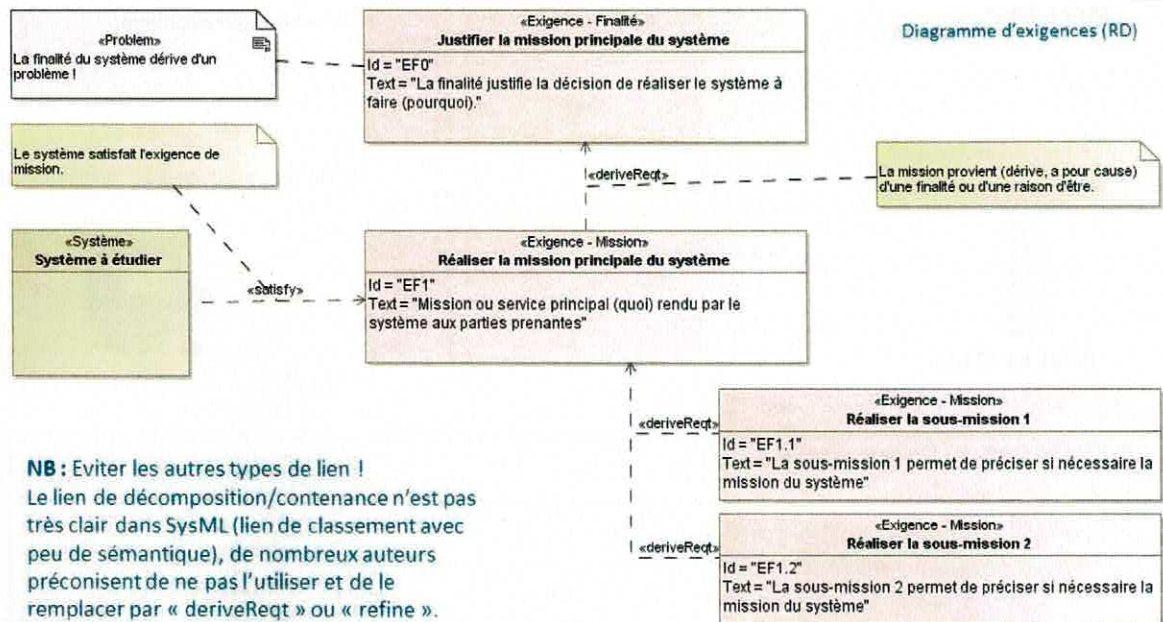 Diagramme d'exigences (RD)
«Problem»
La finalité du système dérive d'un
problème !
«Exigence - Finalité»
Justifier la mission principale du système
Id = "EF0"
Text = "La finalité justifie la décision de réaliser le système à
faire (pourquoi)."
Le système satisfait l'exigence de
mission.
«deriveReqt»
La mission provient (dérive, a pour cause)
d'une finalité ou d'une raison d'être.
«Système»
Système à étudier
«satisfy»
«Exigence - Mission»
Réaliser la mission principale du système
Id = "EF1"
Text = "Mission ou service principal (quoi) rendu par le
système aux parties prenantes"
«deriveReqt»
«Exigence - Mission»
Réaliser la sous-mission 1
Id = "EF1.1"
Text = "La sous-mission 1 permet de préciser si nécessaire la
mission du système"
«deriveReqt»
«Exigence - Mission»
Réaliser la sous-mission 2
Id = "EF1.2"
Text = "La sous-mission 2 permet de préciser si nécessaire la
mission du système"
NB : Eviter les autres types de lien !
Le lien de décomposition/contenance n'est pas
très clair dans SysML (lien de classement avec
peu de sémantique), de nombreux auteurs
préconisent de ne pas l'utiliser et de le
remplacer par « deriveReqt » ou « refine ».